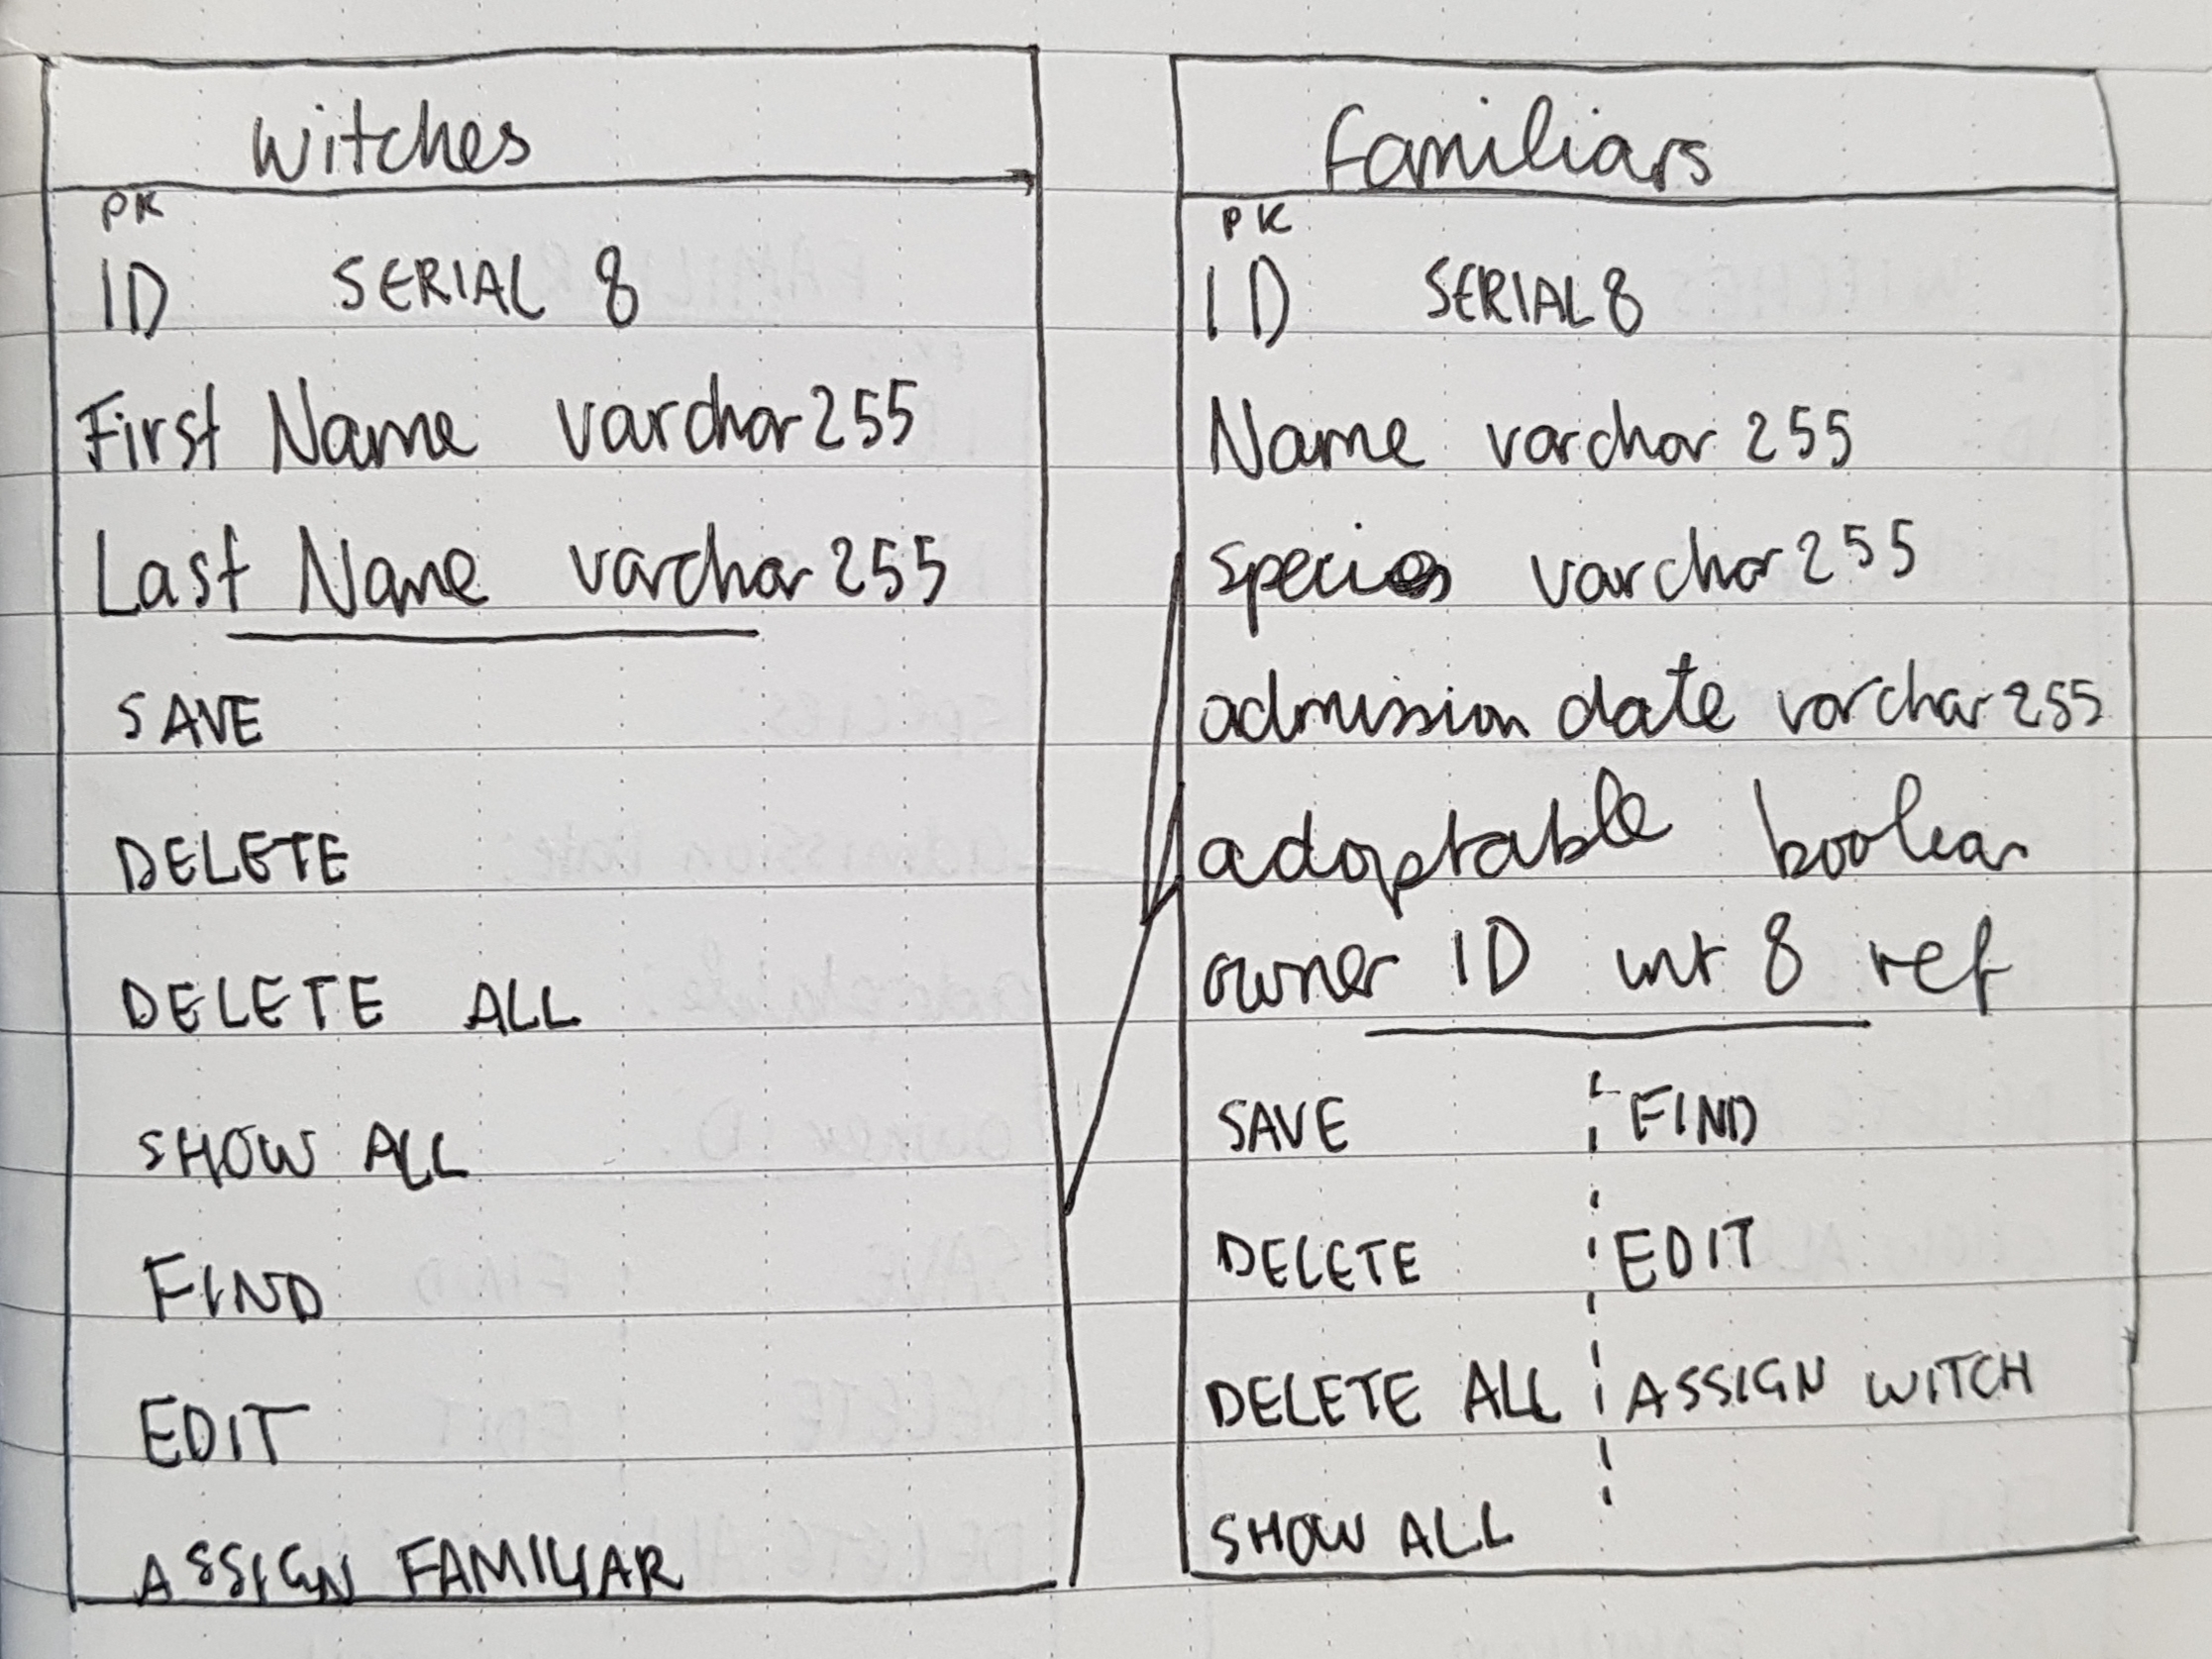 Witches
PK
ID SERIAL 8
First Name varchar 255
Last Name varchar 255
SAVE
DELETE
DELETE ALL
SHOW ALL
FIND
EDIT
ASSIGN FAMILIAR
Familiars
PK
ID SERIAL 8
Name varchar 255
species varchar 255
admission date varchar 255
adoptable boolean
owner ID int 8 ref
SAVE FIND
DELETE EDIT
DELETE ALL ASSIGN WITCH
SHOW ALL